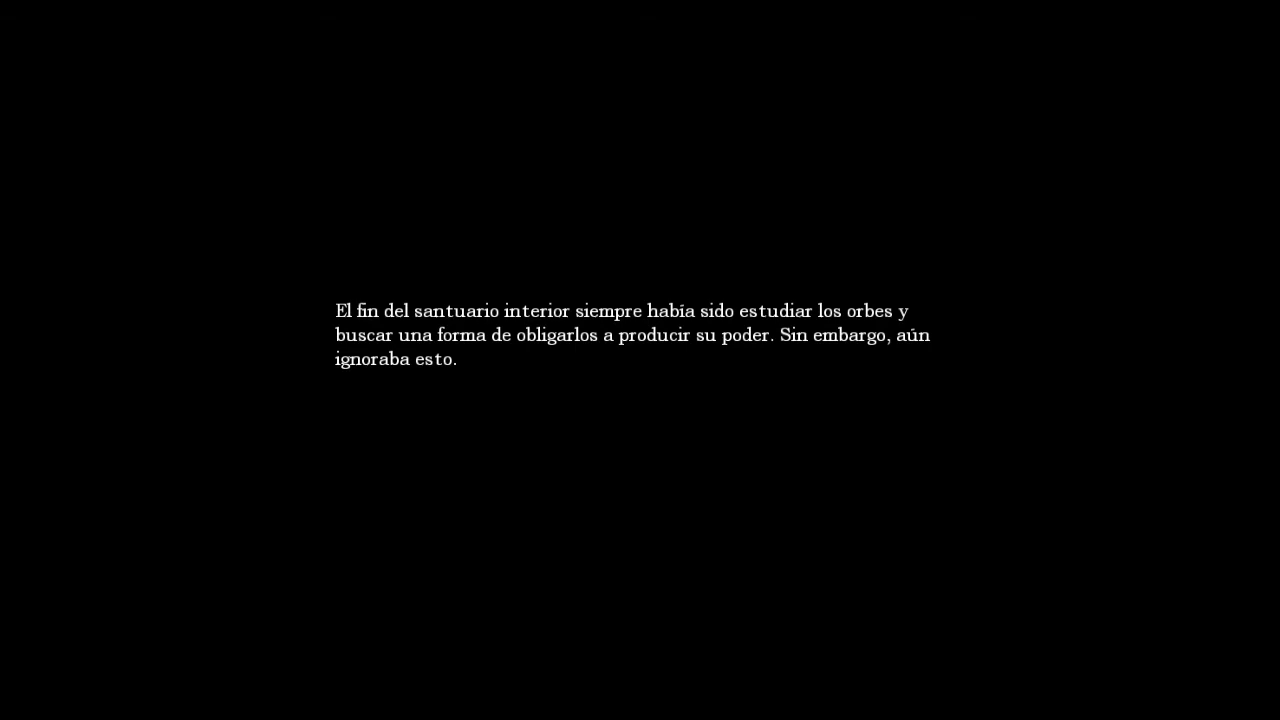 El fin del santuario interior siempre había sido estudiar los orbes y
buscar una forma de obligarlos a producir su poder. Sin embargo, aún
ignoraba esto.